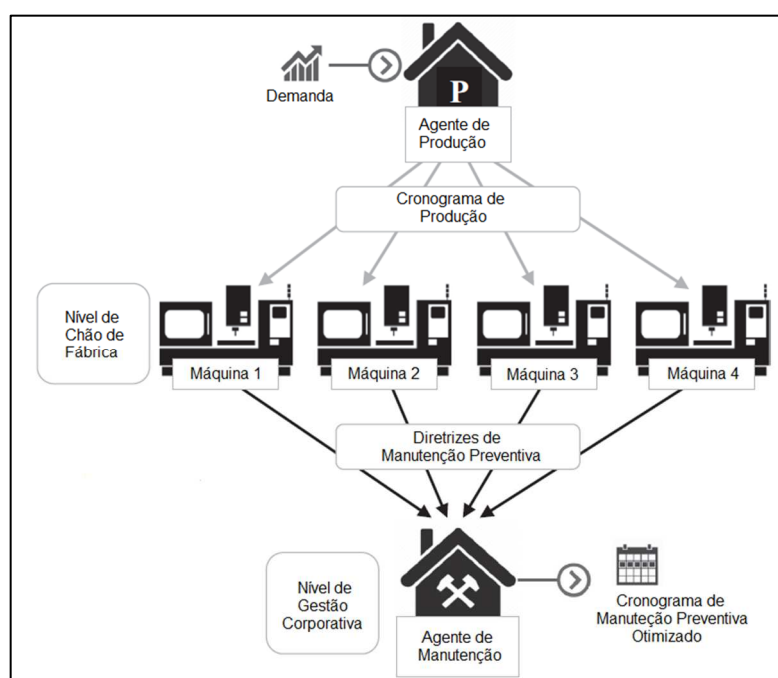 Demanda
P
Agente de
Produção
Cronograma de
Produção
Nível de
Chão de
Fábrica
Máquina 1
Máquina 2
Máquina 3
Máquina 4
Diretrizes de
Manutenção Preventiva
Nível de
Gestão
Corporativa
Agente de
Manutenção
Cronograma de
Manuteção Preventiva
Otimizado